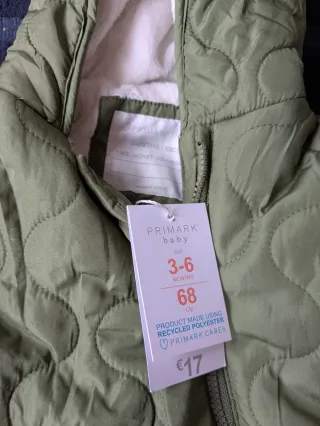 PRIMARK®
baby
3-6
MONTHS
68
CM
PRODUCT MADE USING
RECYCLED POLYESTER
PRIMARK CARES
€17